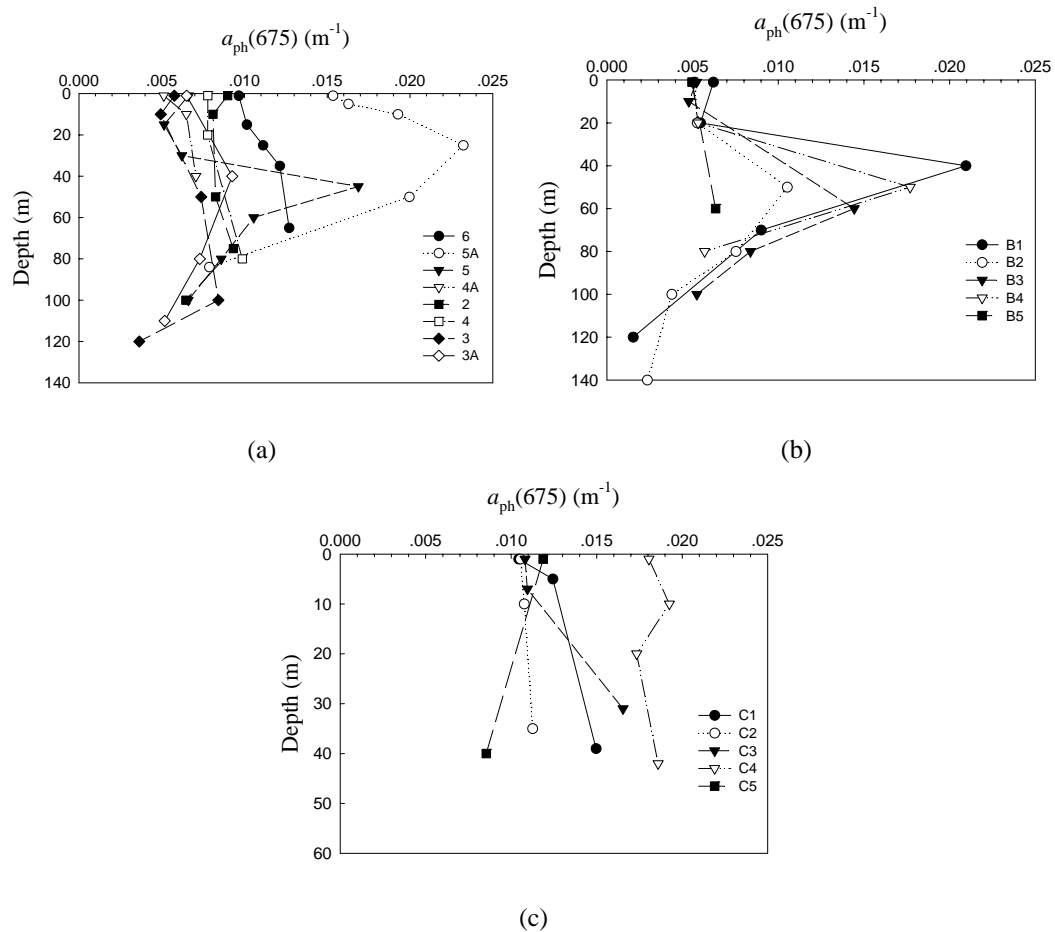 a_ph(675) (m⁻¹)
0.000 .005 .010 .015 .020 .025
0
20
40
60
80
100
120
140
Depth (m)
6
5A
5
4A
2
4
3
3A
(a)
a_ph(675) (m⁻¹)
0.000 .005 .010 .015 .020 .025
0
20
40
60
80
100
120
140
Depth (m)
B1
B2
B3
B4
B5
(b)
a_ph(675) (m⁻¹)
0.000 .005 .010 .015 .020 .025
0
10
20
30
40
50
60
Depth (m)
C1
C2
C3
C4
C5
(c)